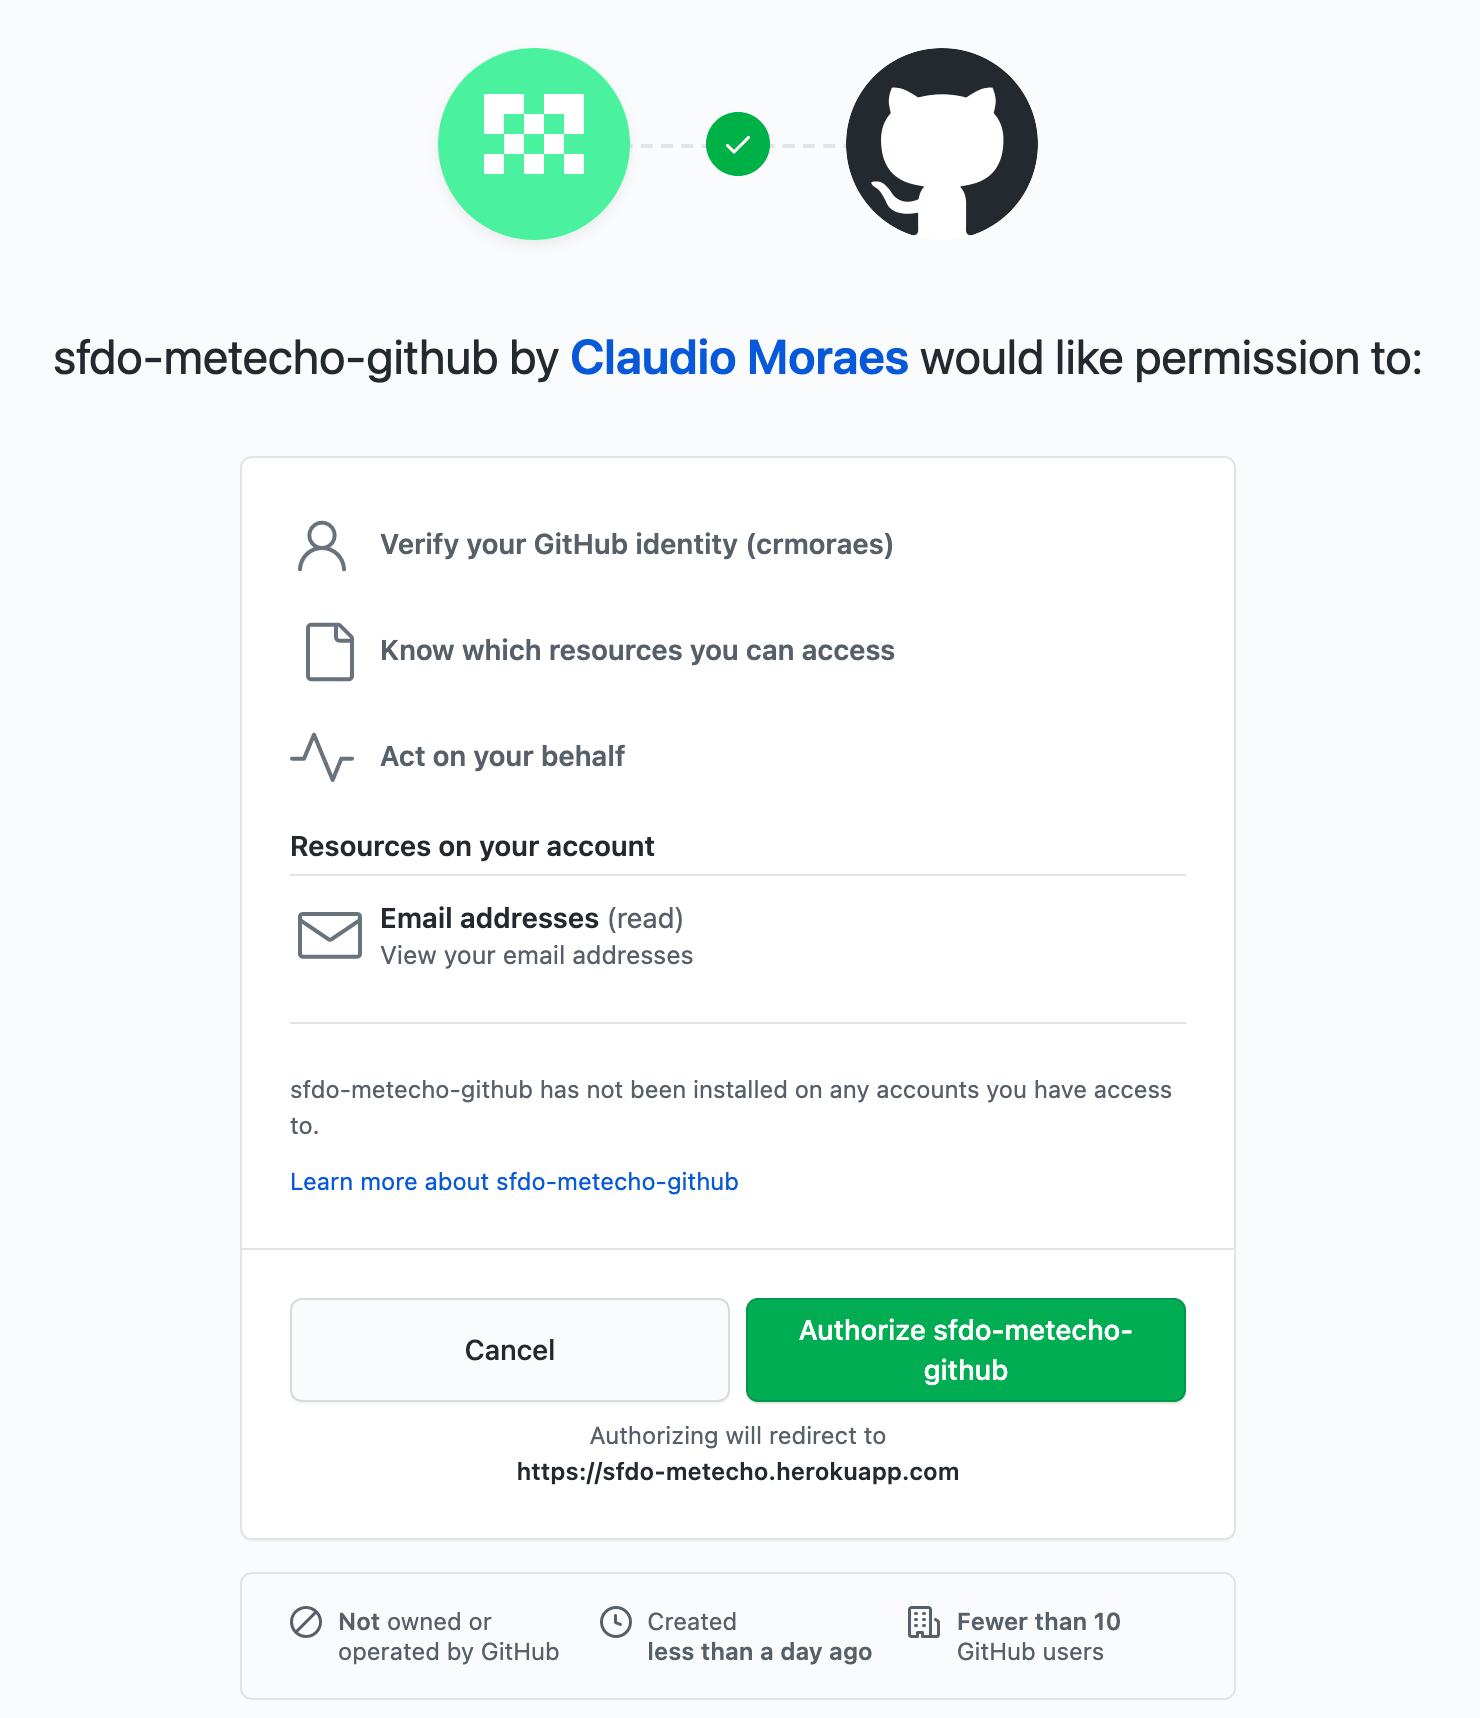 sfdo-metecho-github by Claudio Moraes would like permission to:
Verify your GitHub identity (crmoraes)
Know which resources you can access
Act on your behalf
Resources on your account
Email addresses (read)
View your email addresses
sfdo-metecho-github has not been installed on any accounts you have access
to.
Learn more about sfdo-metecho-github
Cancel
Authorize sfdo-metecho-
github
Authorizing will redirect to
https://sfdo-metecho.herokuapp.com
Not owned or
operated by GitHub
Created
less than a day ago
Fewer than 10
GitHub users